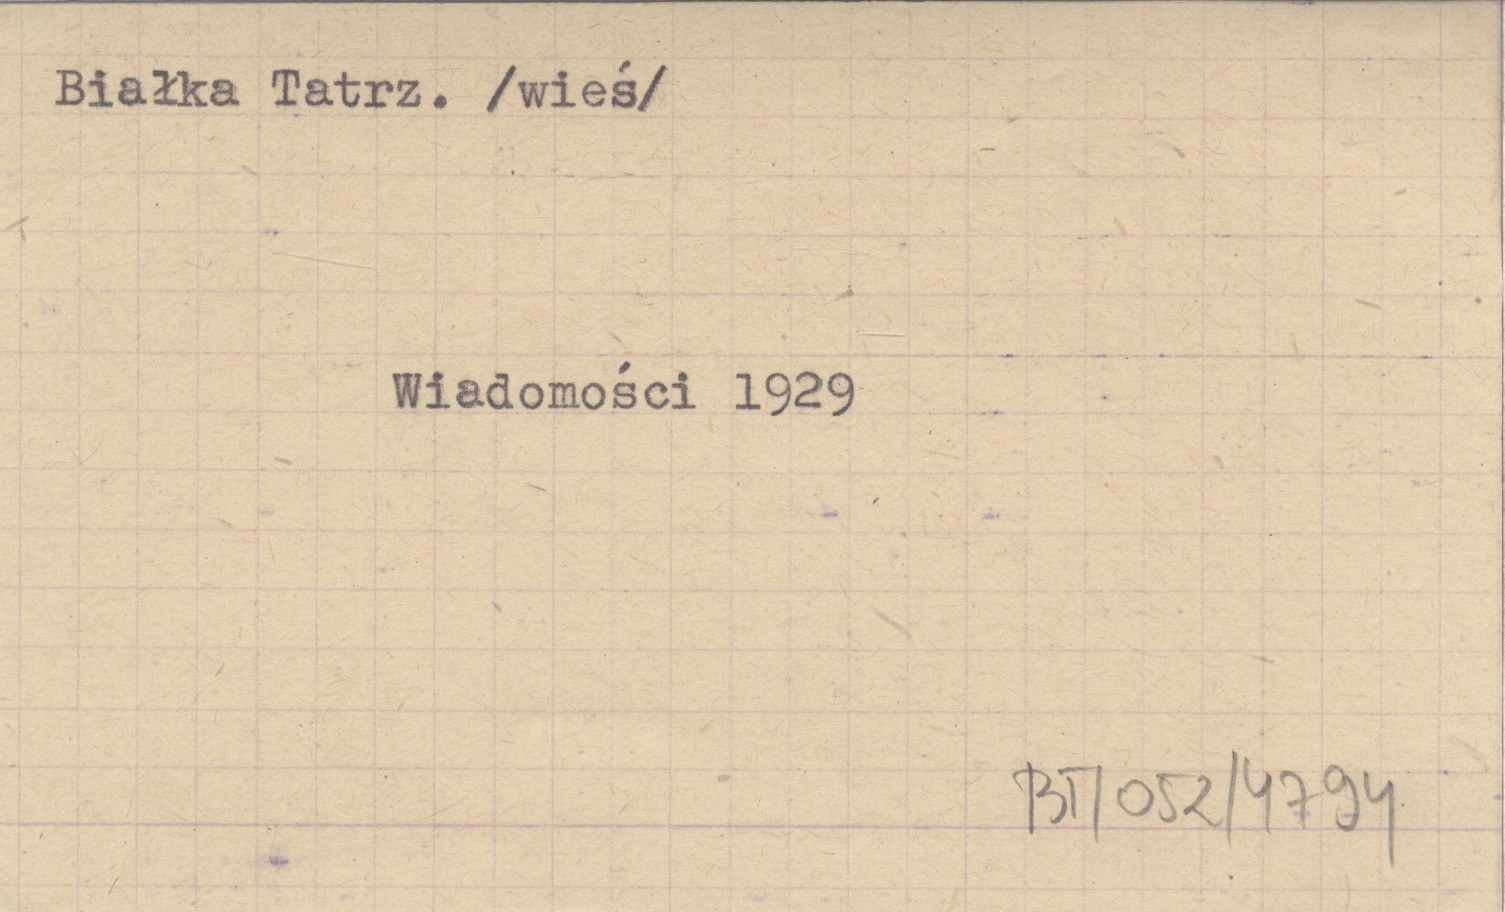 Białka Tatrz. /wieś/
Wiadomości 1929
BT/052/4794